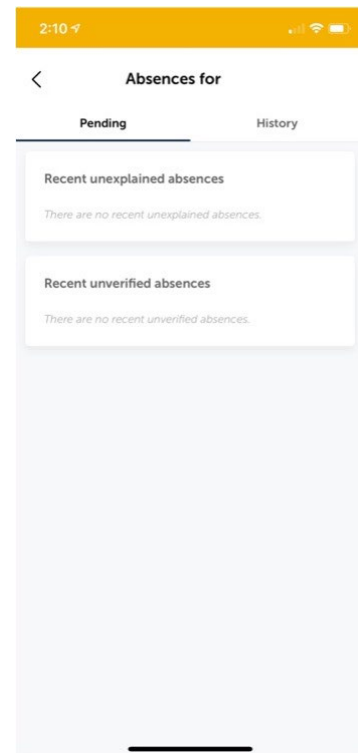 2:10
Absences for
Pending History
Recent unexplained absences
There are no recent unexplained absences.
Recent unverified absences
There are no recent unverified absences.